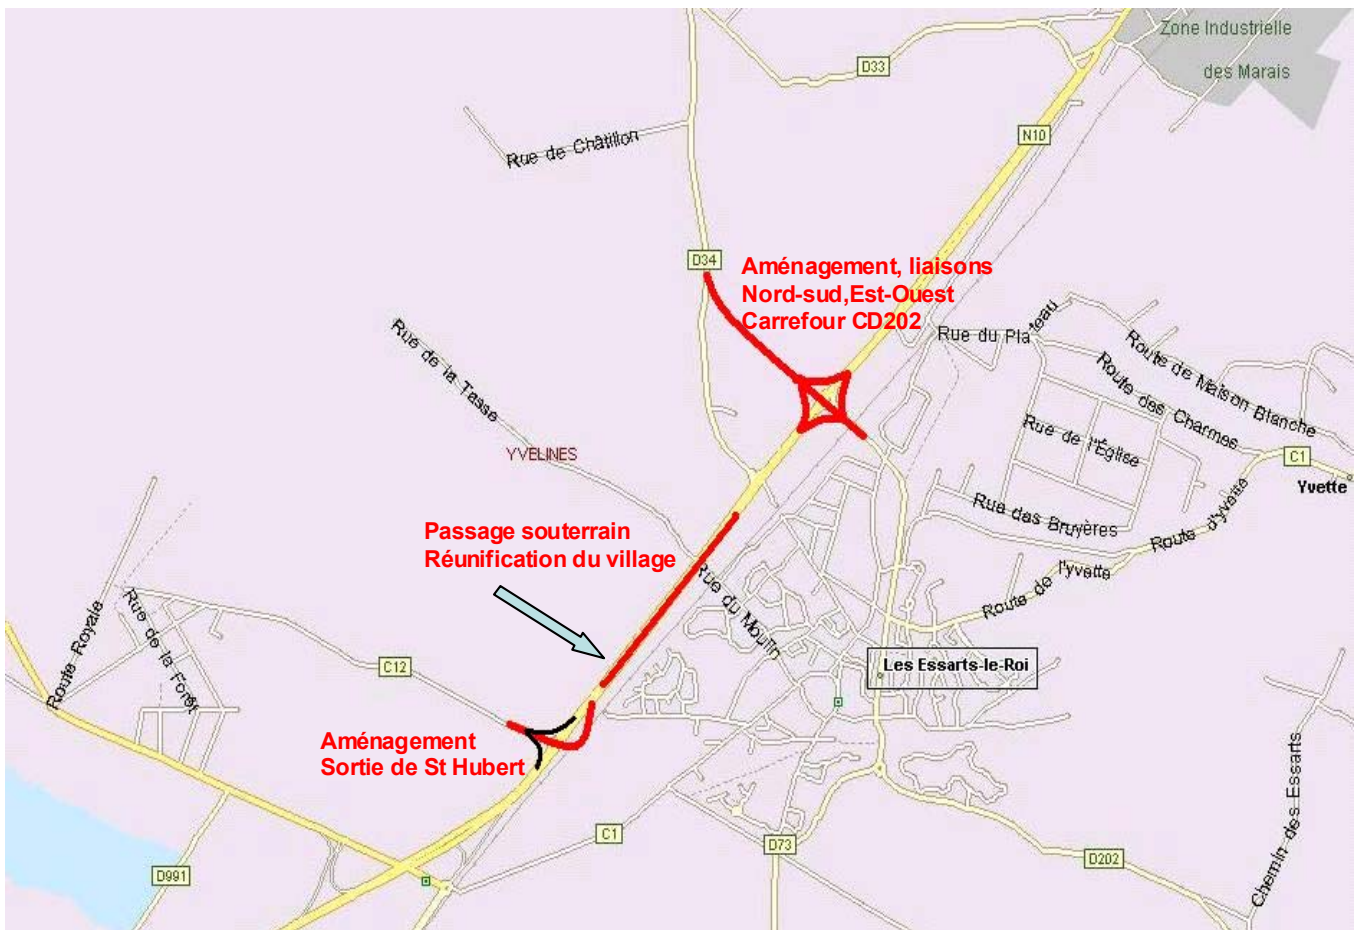 Zone Industrielle
des Marais
D33
N10
Rue de Châtillon
D34
Aménagement, liaisons
Nord-sud,Est-Ouest
Carrefour CD202
Rue du Plateau
Route de Maison Blanche
Route des Charmes
Rue de la Tasse
Rue de l'Église
YVELINES
C1
Yvette
Rue das Bruyères
Route d'yvette
Passage souterrain
Réunification du village
Route de l'yvette
Rue du Moulin
Route Royale
Rue de la Forêt
C12
Les Essarts-le-Roi
Aménagement
Sortie de St Hubert
Chemin des Essarts
C1
D73
D202
D991